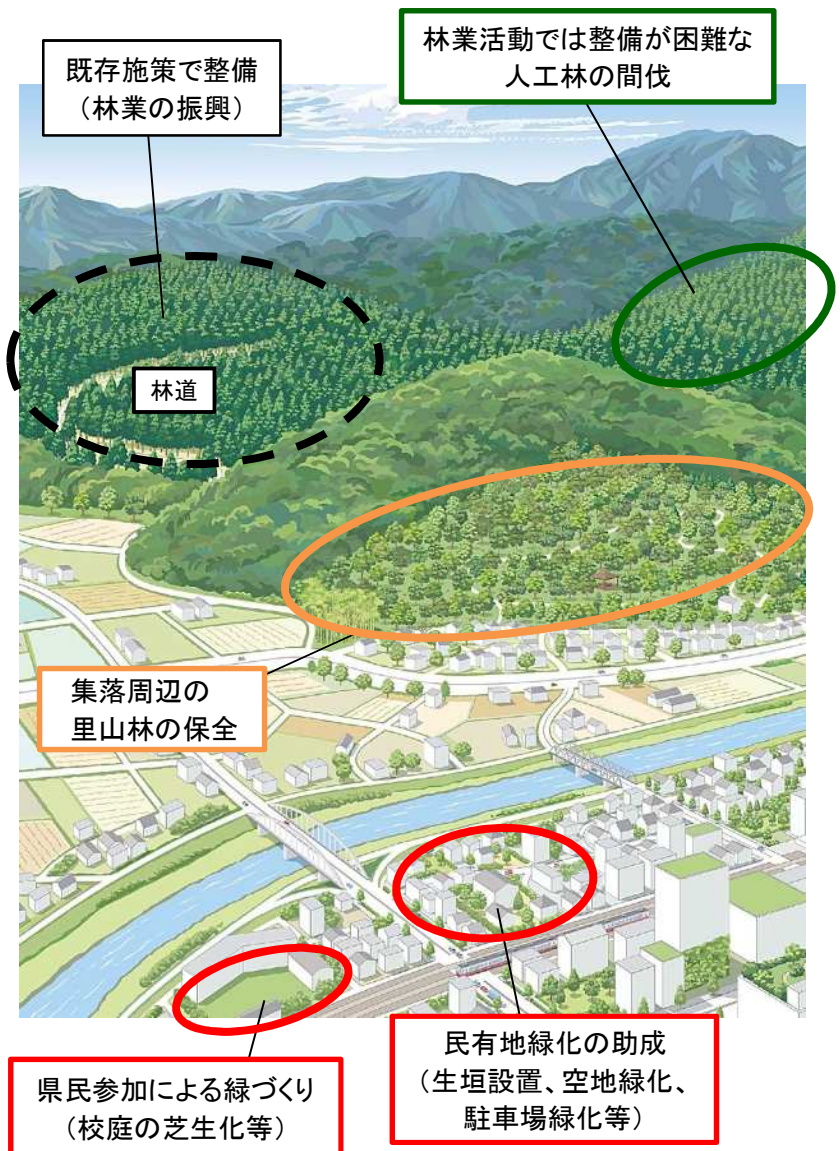 既存施策で整備
（林業の振興）
林業活動では整備が困難な
人工林の間伐
林道
集落周辺の
里山林の保全
県民参加による緑づくり
（校庭の芝生化等）
民有地緑化の助成
（生垣設置、空地緑化、
駐車場緑化等）